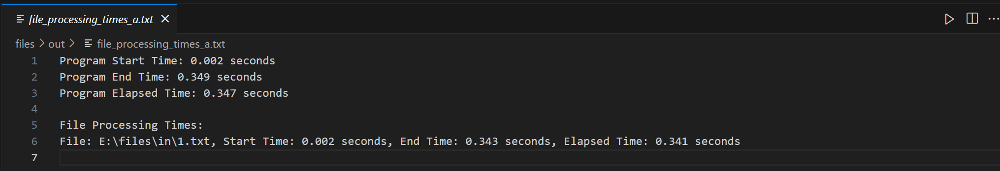 file_processing_times_a.txt
files > out > file_processing_times_a.txt
1 Program Start Time: 0.002 seconds
2 Program End Time: 0.349 seconds
3 Program Elapsed Time: 0.347 seconds
4
5 File Processing Times:
6 File: E:\files\in\1.txt, Start Time: 0.002 seconds, End Time: 0.343 seconds, Elapsed Time: 0.341 seconds
7